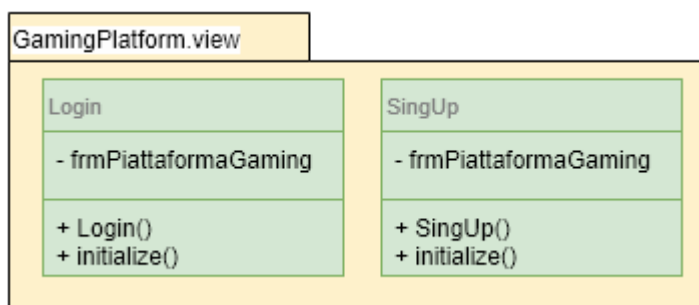 GamingPlatform.view
Login
- frmPiattaformaGaming
+ Login()
+ initialize()
SingUp
- frmPiattaformaGaming
+ SingUp()
+ initialize()